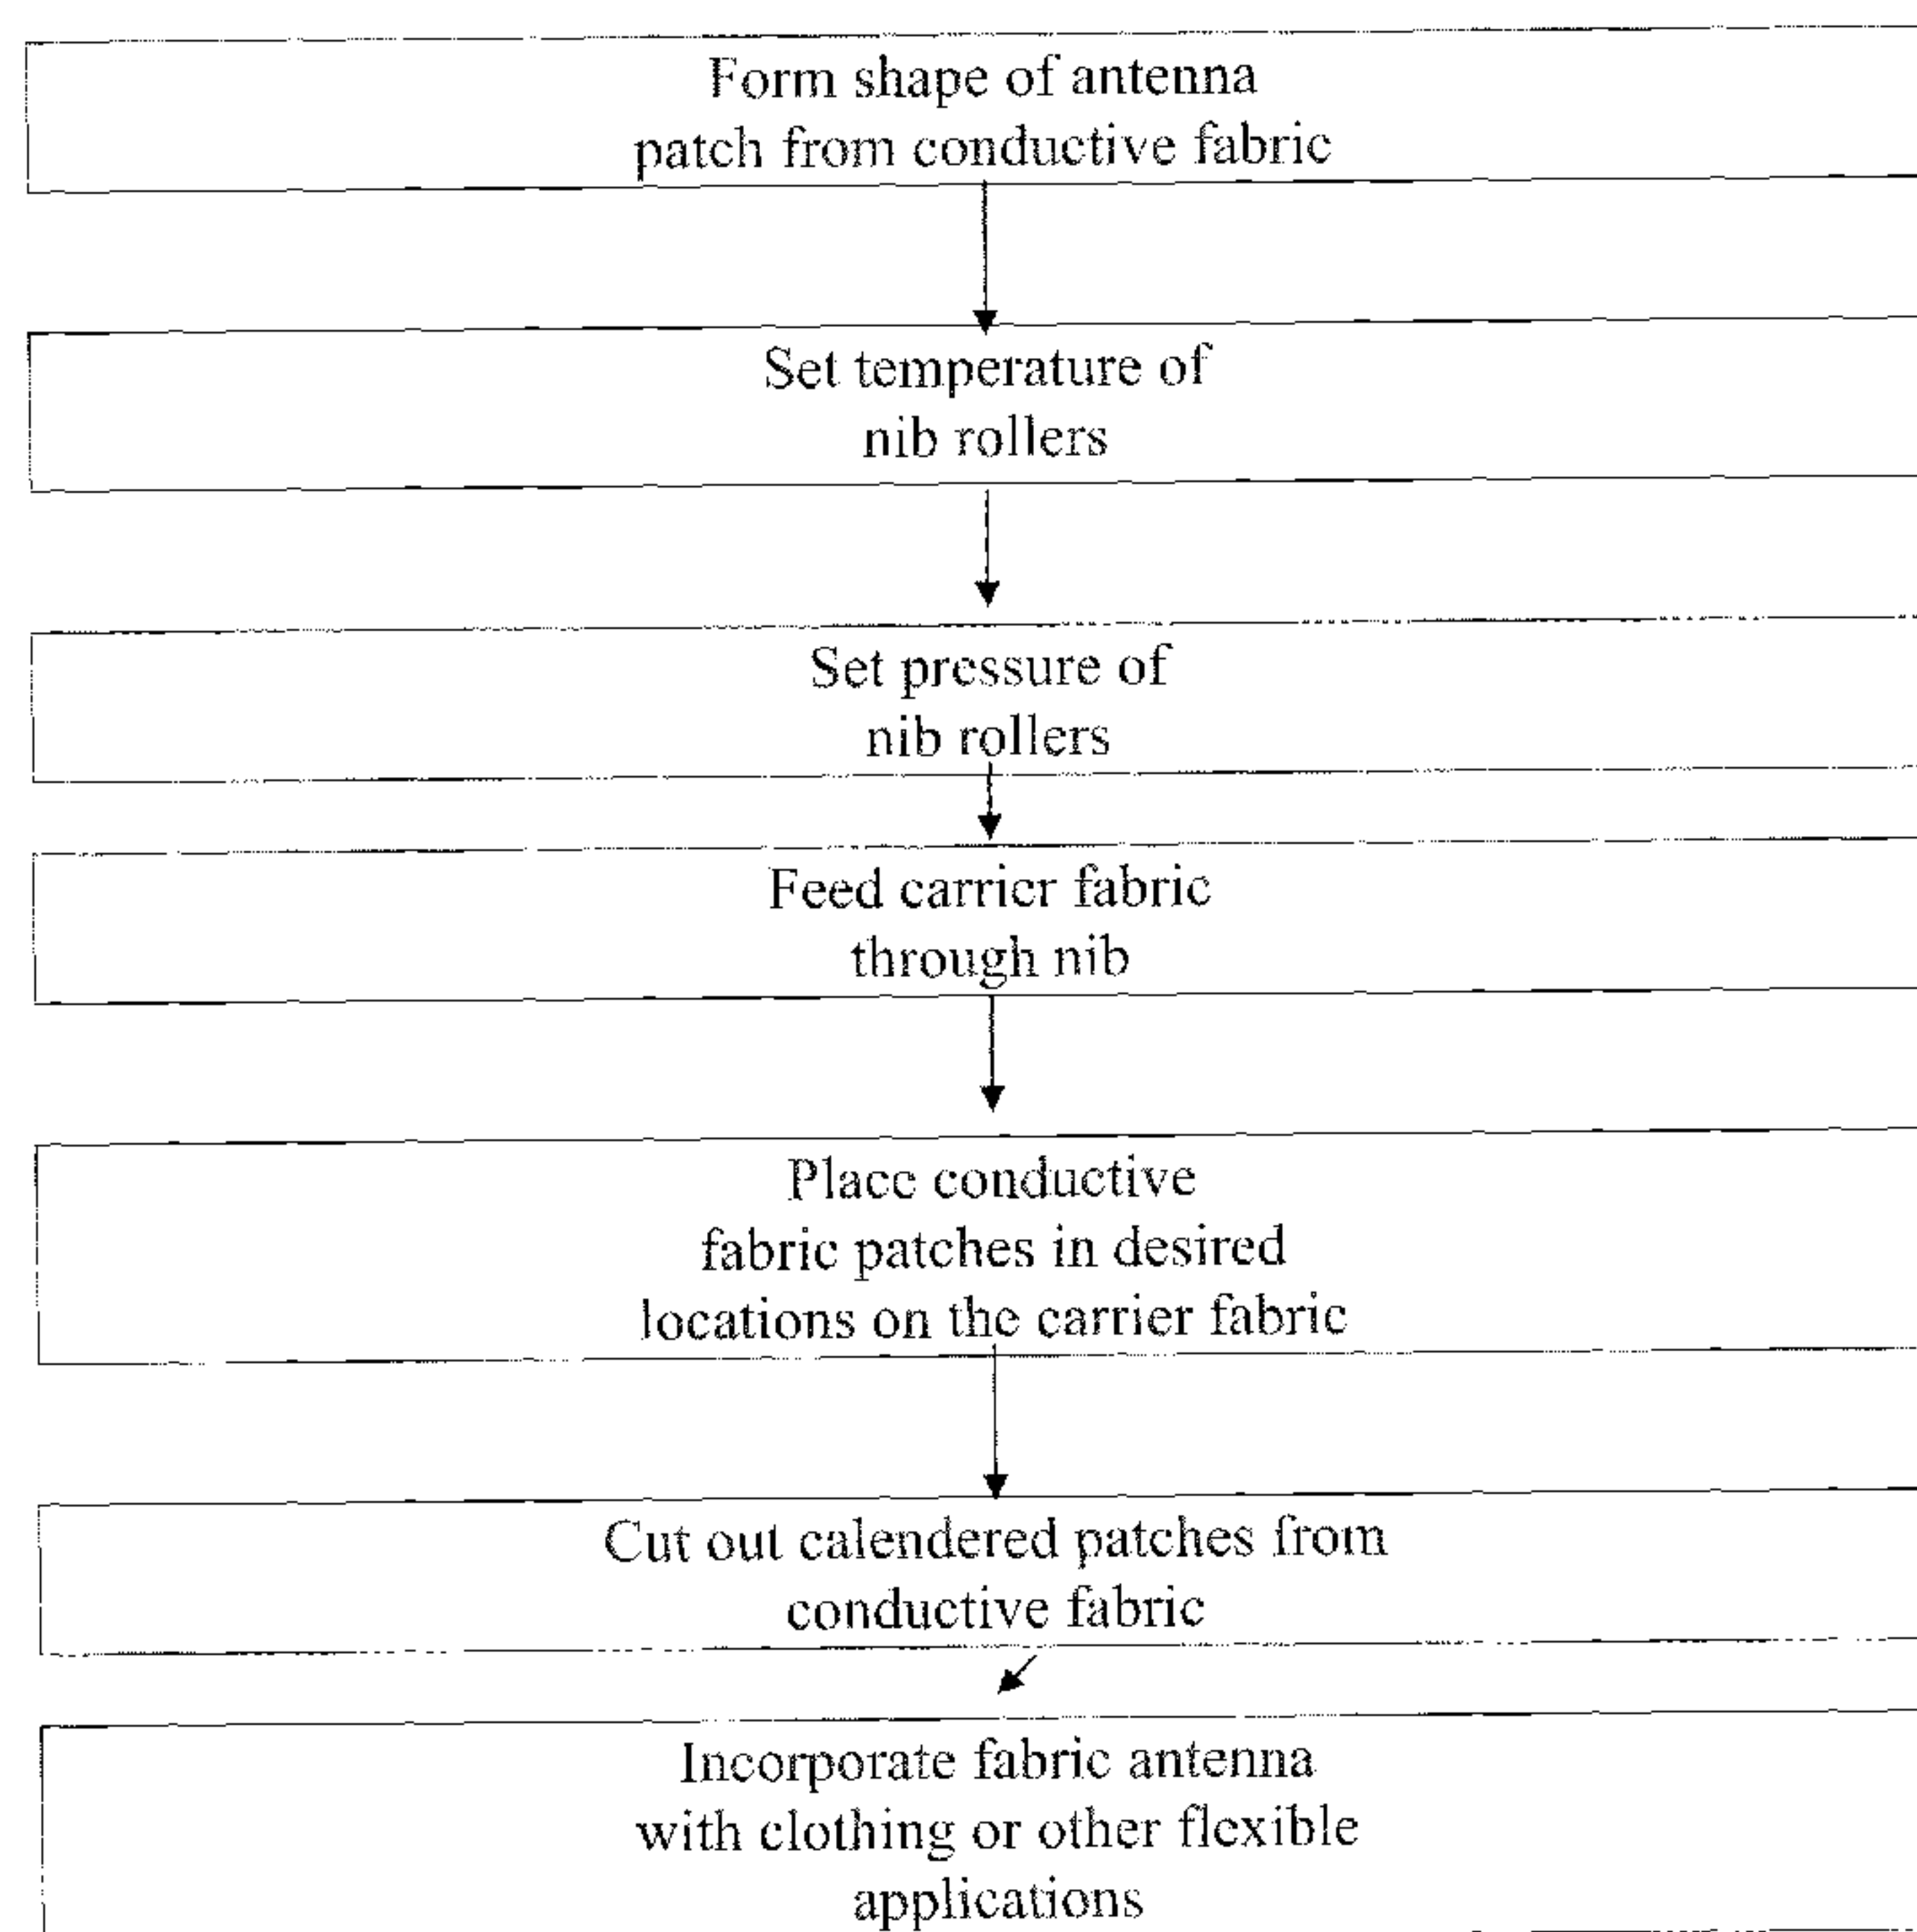 Form shape of antenna
patch from conductive fabric
Set temperature of
nib rollers
Set pressure of
nib rollers
Feed carrier fabric
through nib
Place conductive
fabric patches in desired
locations on the carrier fabric
Cut out calendered patches from
conductive fabric
Incorporate fabric antenna
with clothing or other flexible
applications